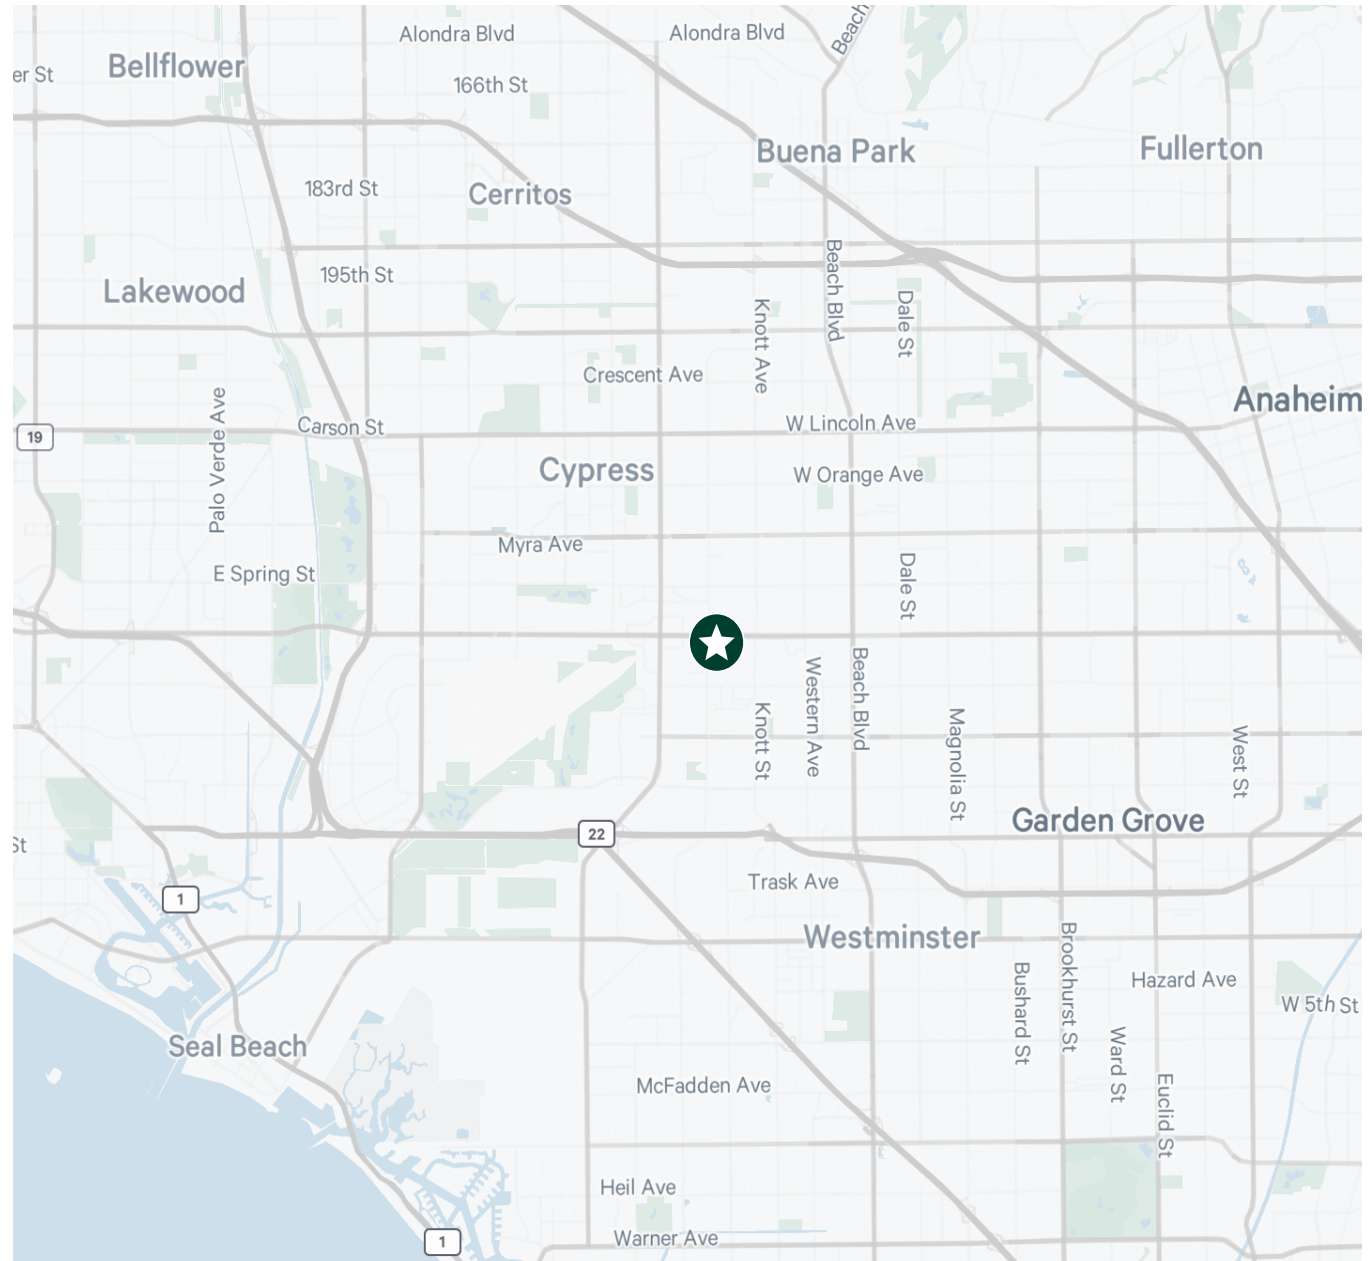 Alondra Blvd
Alondra Blvd
Beach
Bellflower
er St
166th St
Buena Park
Fullerton
183rd St
Cerritos
195th St
Lakewood
Beach Blvd
Dale St
Knott Ave
Crescent Ave
Anaheim
Palo Verde Ave
19
Carson St
W Lincoln Ave
Cypress
W Orange Ave
Myra Ave
E Spring St
Dale St
Western Ave
Beach Blvd
Knott St
Magnolia St
West St
22
Garden Grove
St
Trask Ave
1
Westminster
Brookhurst St
Bushard St
Hazard Ave
W 5th St
Seal Beach
Ward St
McFadden Ave
Euclid St
Heil Ave
Warner Ave
1